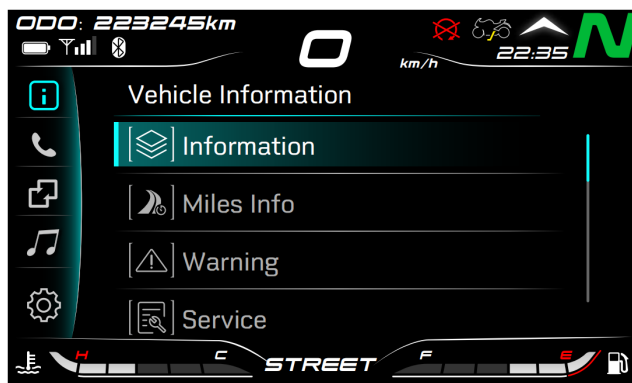 ODO: 223245km
0
km/h
22:35
N
Vehicle Information
Information
Miles Info
Warning
Service
H
C
STREET
F
E